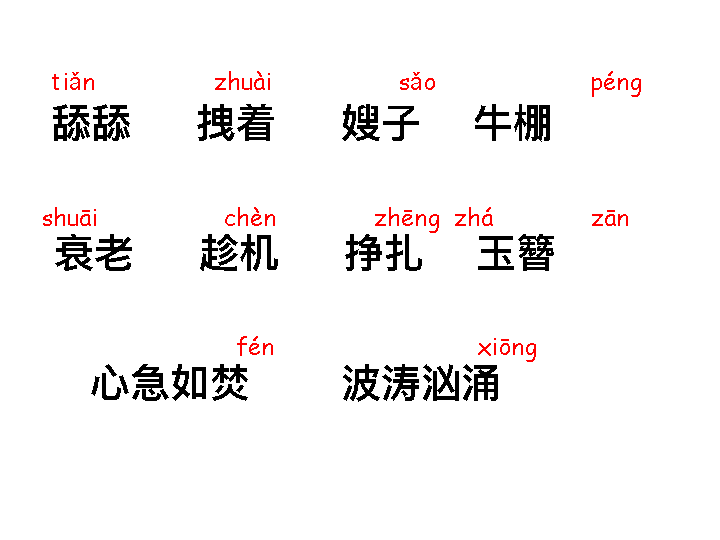 tiǎn zhuài sǎo péng
舔舔 拽着 嫂子 牛棚
shuāi chèn zhēng zhá zān
衰老 趁机 挣扎 玉簪
fén xiōng
心急如焚 波涛汹涌